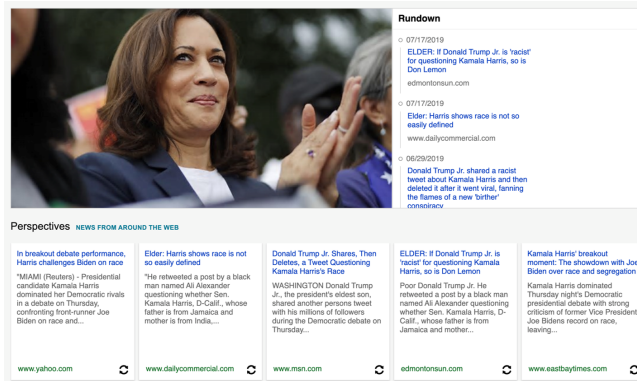 Rundown
07/17/2019
ELDER: If Donald Trump Jr. is 'racist'
for questioning Kamala Harris, so is
Don Lemon
edmontonsun.com
07/17/2019
Elder: Harris shows race is not so
easily defined
www.dailycommercial.com
06/29/2019
Donald Trump Jr. shared a racist
tweet about Kamala Harris and then
deleted it after it went viral, fanning
the flames of a new 'birther'
conspiracy
Perspectives NEWS FROM AROUND THE WEB
In breakout debate performance,
Harris challenges Biden on race
"MIAMI (Reuters) - Presidential
candidate Kamala Harris
dominated her Democratic rivals
in a debate on Thursday,
confronting front-runner Joe
Biden on race and...
www.yahoo.com
Elder: Harris shows race is not
so easily defined
"He retweeted a post by a black
man named Ali Alexander
questioning whether Sen.
Kamala Harris, D-Calif., whose
father is from Jamaica and
mother is from India,...
www.dailycommercial.com
Donald Trump Jr. Shares, Then
Deletes, a Tweet Questioning
Kamala Harris's Race
WASHINGTON Donald Trump
Jr., the president's eldest son,
shared another persons tweet
with his millions of followers
during the Democratic debate on
Thursday...
www.msn.com
ELDER: If Donald Trump Jr. is
'racist' for questioning Kamala
Harris, so is Don Lemon
Poor Donald Trump Jr. He
retweeted a post by a black man
named Ali Alexander questioning
whether Sen. Kamala Harris, D-
Calif., whose father is from
Jamaica and mother...
edmontonsun.com
Kamala Harris' breakout
moment: The showdown with Joe
Biden over race and segregation
Kamala Harris dominated
Thursday night's Democratic
presidential debate with strong
criticism of former Vice President
Joe Bidens record on race,
leaving...
www.eastbaytimes.com